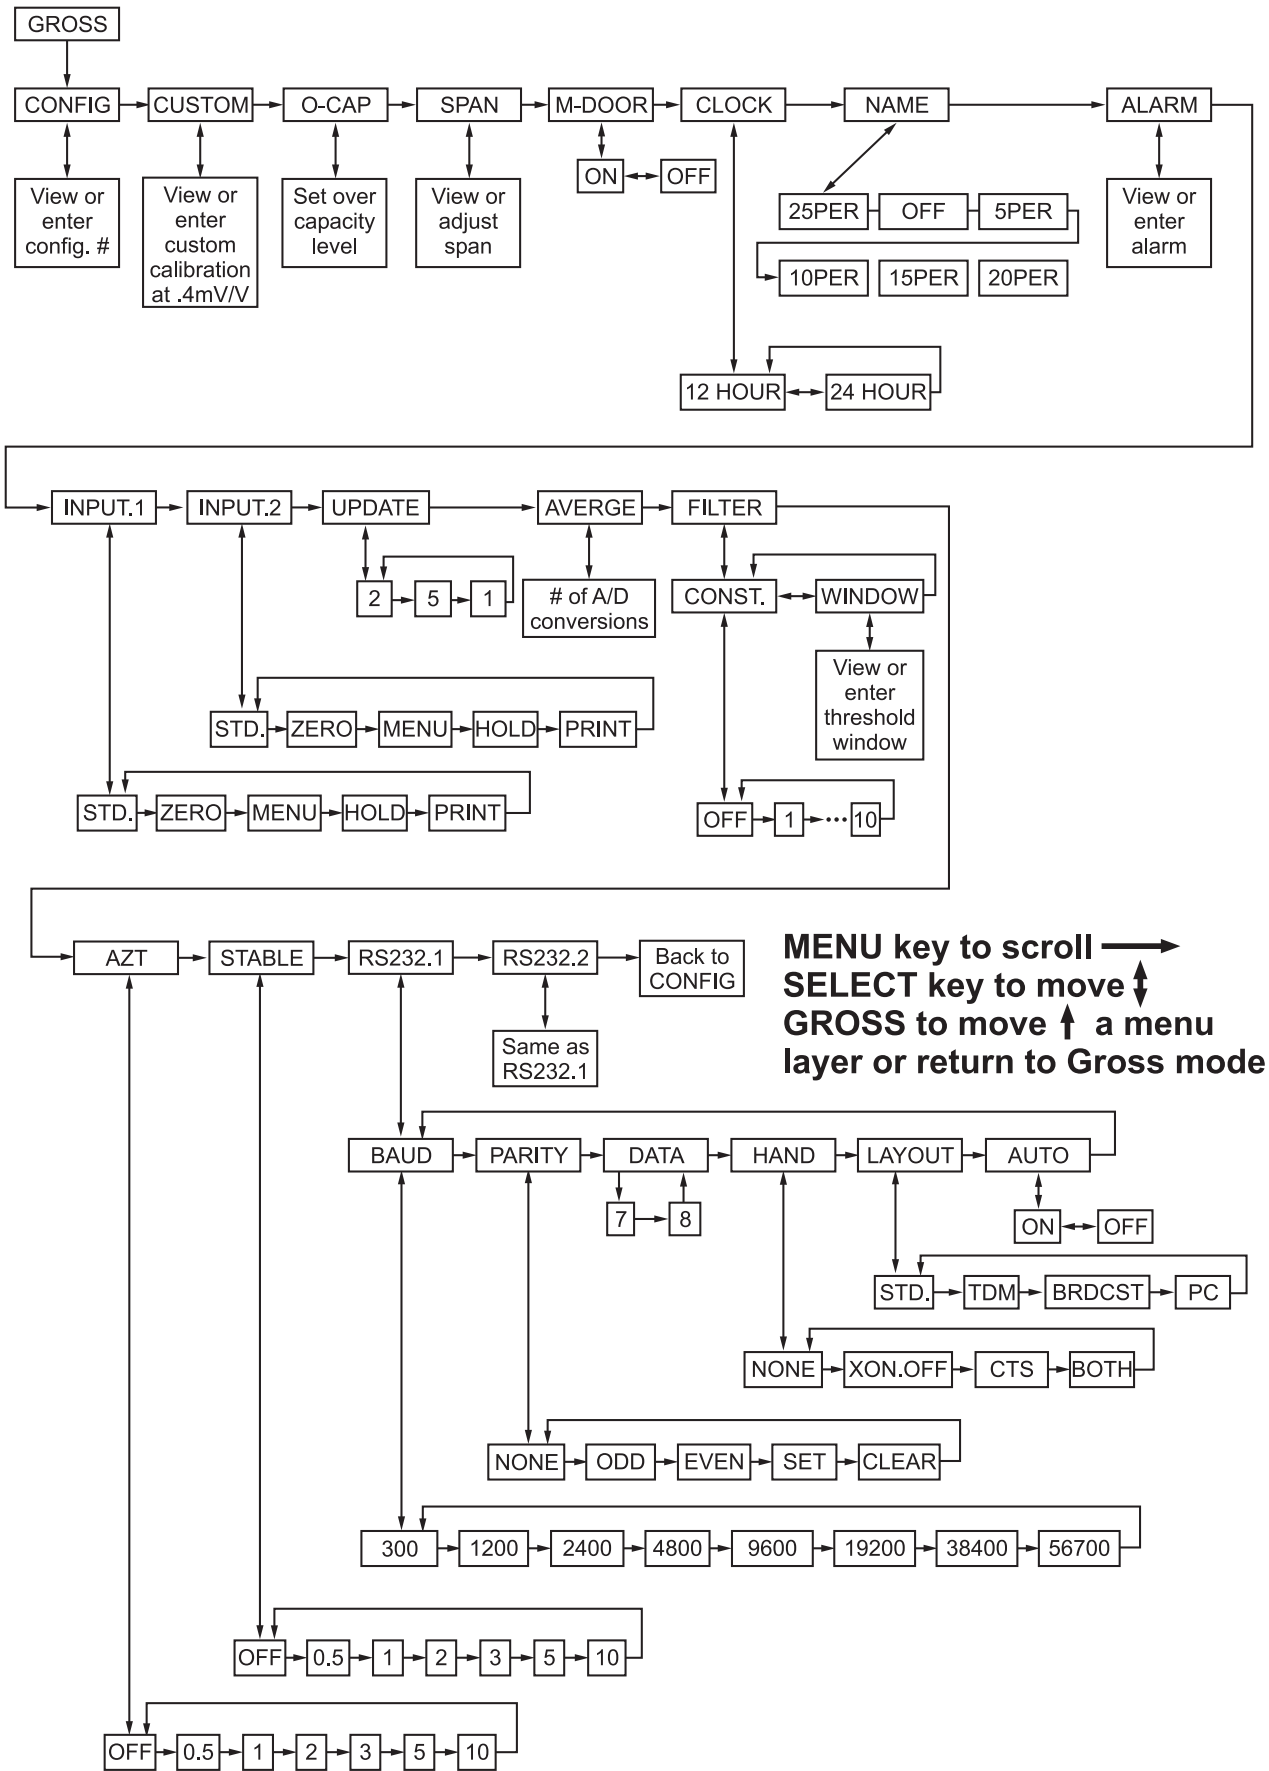 GROSS
CONFIG
CUSTOM
O-CAP
SPAN
M-DOOR
CLOCK
NAME
ALARM
View or
enter
config. #
View or
enter
custom
calibration
at .4mV/V
Set over
capacity
level
View or
adjust
span
ON
OFF
25PER
OFF
5PER
10PER
15PER
20PER
View or
enter
alarm
12 HOUR
24 HOUR
INPUT.1
INPUT.2
UPDATE
AVERGE
FILTER
2
5
1
# of A/D
conversions
CONST.
WINDOW
View or
enter
threshold
window
STD.
ZERO
MENU
HOLD
PRINT
STD.
ZERO
MENU
HOLD
PRINT
OFF
1
•••
10
AZT
STABLE
RS232.1
RS232.2
Back to
CONFIG
MENU key to scroll
SELECT key to move
GROSS to move a menu
layer or return to Gross mode
Same as
RS232.1
BAUD
PARITY
DATA
HAND
LAYOUT
AUTO
7
8
ON
OFF
STD.
TDM
BRDCST
PC
NONE
XON.OFF
CTS
BOTH
NONE
ODD
EVEN
SET
CLEAR
300
1200
2400
4800
9600
19200
38400
56700
OFF
0.5
1
2
3
5
10
OFF
0.5
1
2
3
5
10